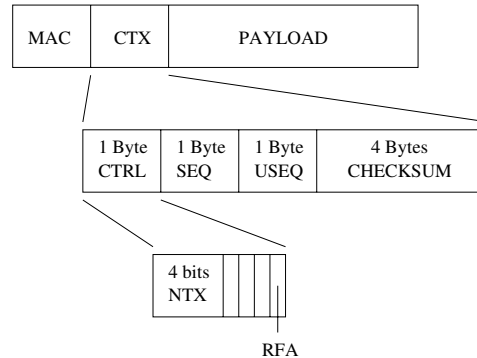 MAC CTX PAYLOAD
1 Byte 1 Byte 1 Byte 4 Bytes
CTRL SEQ USEQ CHECKSUM
4 bits
NTX
RFA